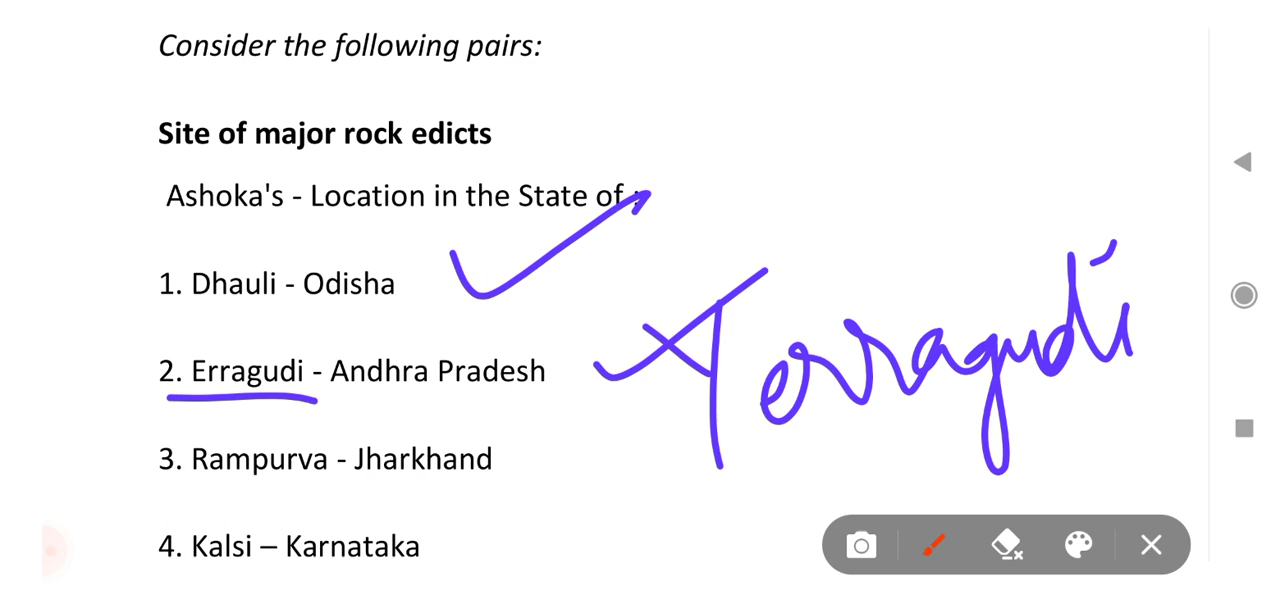 Consider the following pairs:
Site of major rock edicts
Ashoka's - Location in the State of :
1. Dhauli - Odisha
2. Erragudi - Andhra Pradesh
Jerragudi
3. Rampurva - Jharkhand
4. Kalsi – Karnataka